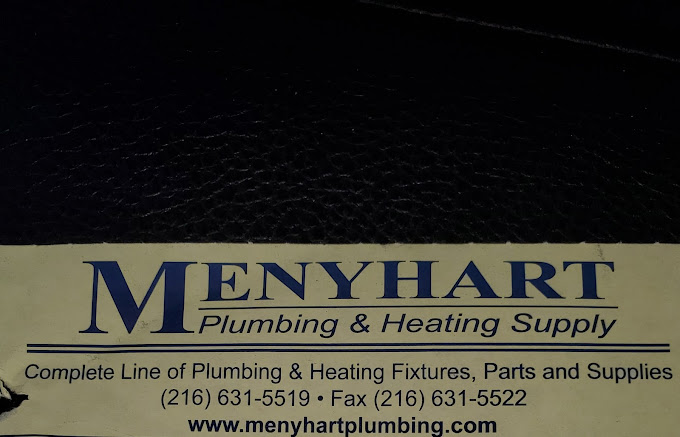 MENYHART
Plumbing & Heating Supply
Complete Line of Plumbing & Heating Fixtures, Parts and Supplies
(216) 631-5519 • Fax (216) 631-5522
www.menyhartplumbing.com